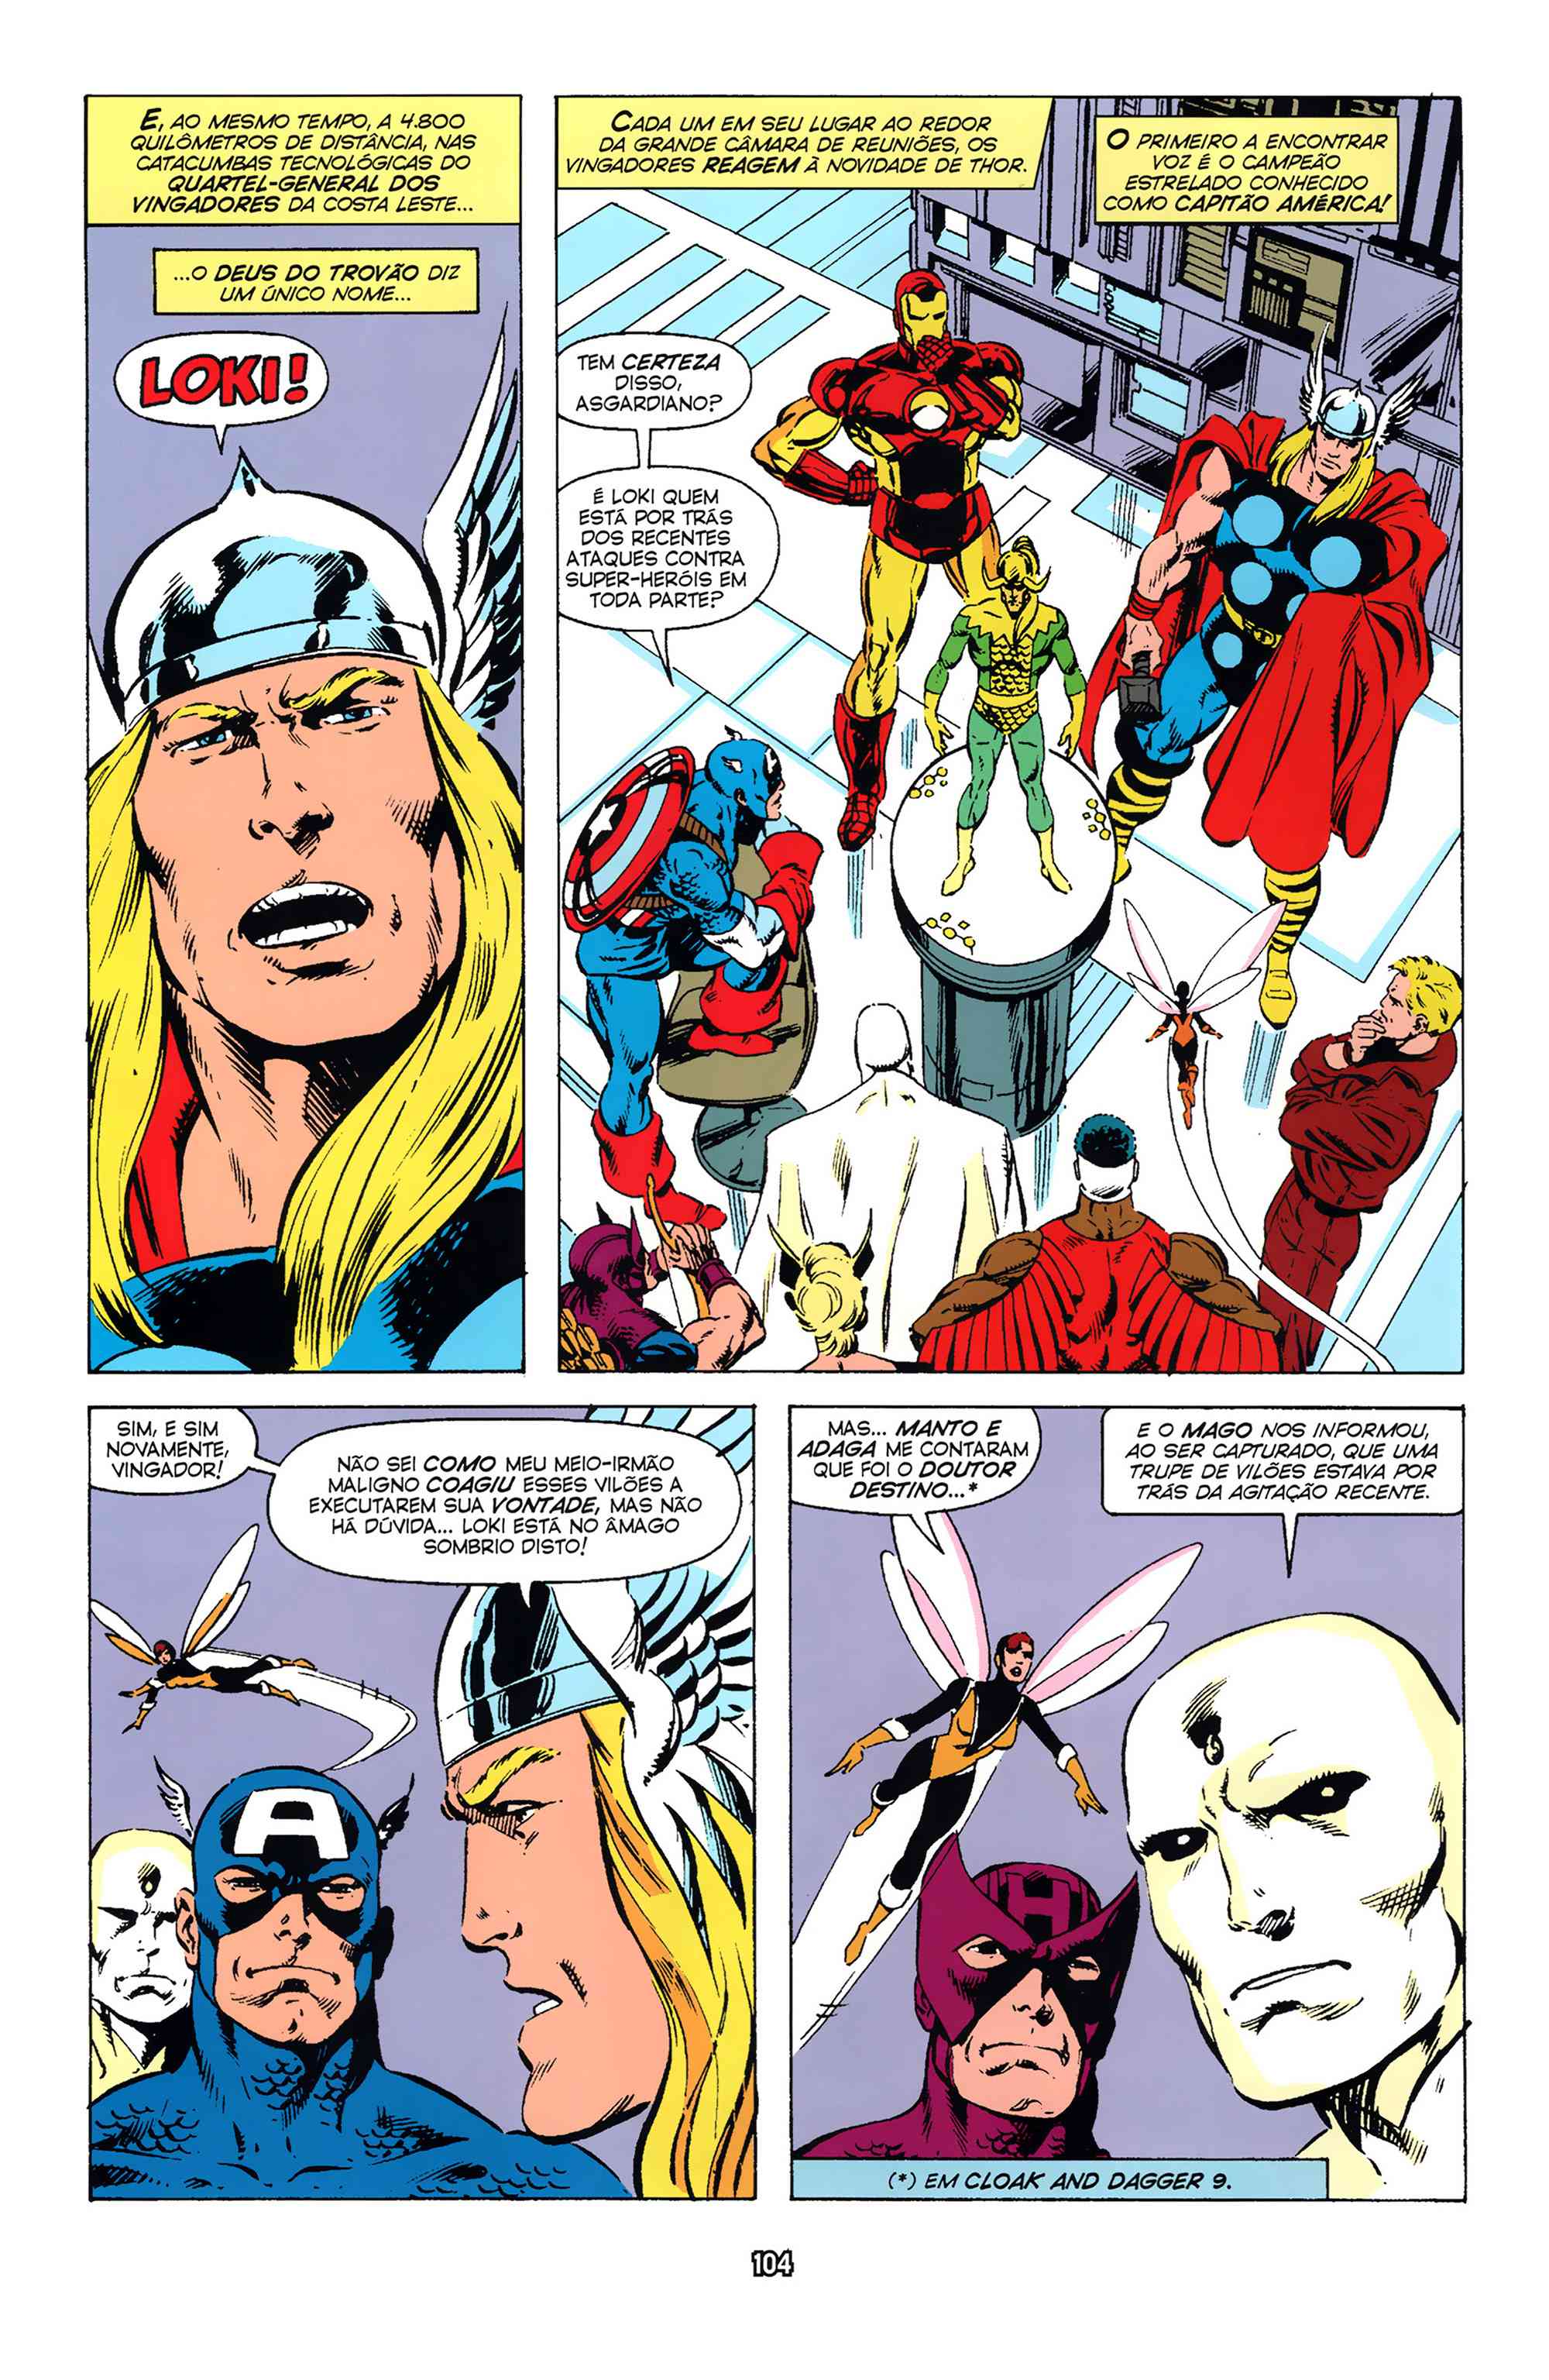 E, AO MESMO TEMPO, A 4.800
QUILÔMETROS DE DISTÂNCIA, NAS
CATACUMBAS TECNOLÓGICAS DO
QUARTEL-GENERAL DOS
VINGADORES DA COSTA LESTE...
...O DEUS DO TROVÃO DIZ
UM ÚNICO NOME...
LOKI!
CADA UM EM SEU LUGAR AO REDOR
DA GRANDE CÂMARA DE REUNIÕES, OS
VINGADORES REAGEM À NOVIDADE DE THOR.
O PRIMEIRO A ENCONTRAR
VOZ É O CAMPEÃO
ESTRELADO CONHECIDO
COMO CAPITÃO AMÉRICA!
TEM CERTEZA
DISSO,
ASGARDIANO?
É LOKI QUEM
ESTÁ POR TRÁS
DOS RECENTES
ATAQUES CONTRA
SUPER-HERÓIS EM
TODA PARTE?
SIM, E SIM
NOVAMENTE,
VINGADOR!
NÃO SEI COMO MEU MEIO-IRMÃO
MALIGNO COAGIU ESSES VILÕES A
EXECUTAREM SUA VONTADE, MAS NÃO
HÁ DÚVIDA... LOKI ESTÁ NO ÂMAGO
SOMBRIO DISTO!
A
MAS... MANTO E
ADAGA ME CONTARAM
QUE FOI O DOUTOR
DESTINO...*
E O MAGO NOS INFORMOU,
AO SER CAPTURADO, QUE UMA
TRUPE DE VILÕES ESTAVA POR
TRÁS DA AGITAÇÃO RECENTE.
H
(*) EM CLOAK AND DAGGER 9.
104